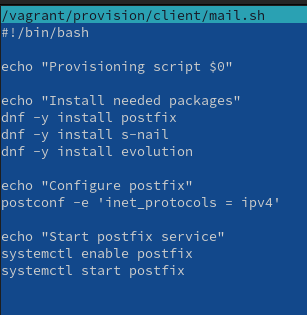 /vagrant/provision/client/mail.sh
#!/bin/bash
echo "Provisioning script $0"
echo "Install needed packages"
dnf -y install postfix
dnf -y install s-nail
dnf -y install evolution
echo "Configure postfix"
postconf -e 'inet_protocols = ipv4'
echo "Start postfix service"
systemctl enable postfix
systemctl start postfix